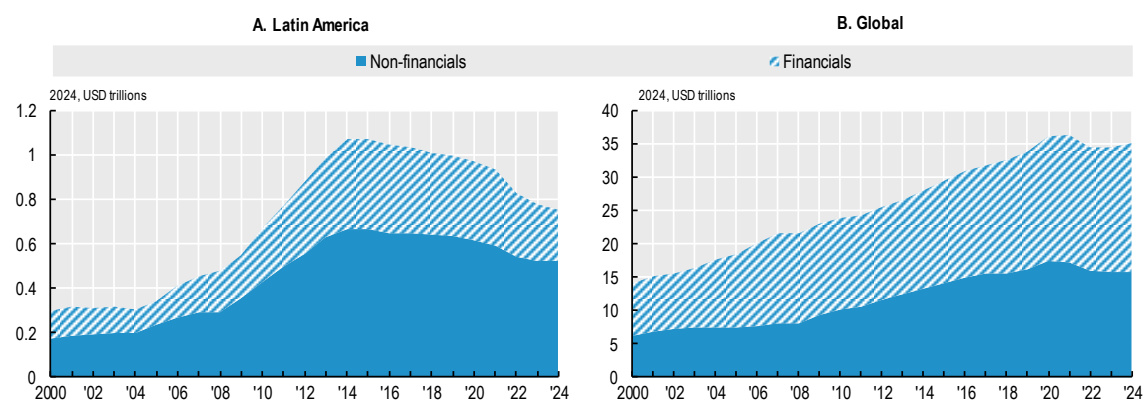 A. Latin America
B. Global
Non-financials
Financials
2024, USD trillions
1.2
1
0.8
0.6
0.4
0.2
0
2000 '02 '04 '06 '08 '10 '12 '14 '16 '18 '20 '22 '24
2024, USD trillions
40
35
30
25
20
15
10
5
0
2000 '02 '04 '06 '08 '10 '12 '14 '16 '18 '20 '22 '24